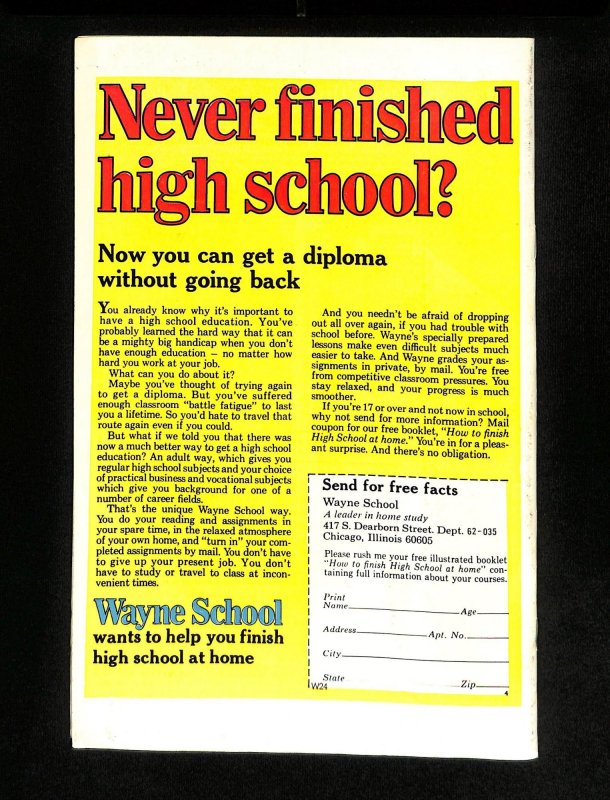 Never finished
high school?
Now you can get a diploma
without going back
You already know why it's important to
have a high school education. You've
probably learned the hard way that it can
be a mighty big handicap when you don't
have enough education — no matter how
hard you work at your job.
What can you do about it?
Maybe you've thought of trying again
to get a diploma. But you've suffered
enough classroom "battle fatigue" to last
you a lifetime. So you'd hate to travel that
route again even if you could.
But what if we told you that there was
now a much better way to get a high school
education? An adult way, which gives you
regular high school subjects and your choice
of practical business and vocational subjects
which give you background for one of a
number of career fields.
That's the unique Wayne School way.
You do your reading and assignments in
your spare time, in the relaxed atmosphere
of your own home, and "turn in" your com-
pleted assignments by mail. You don't have
to give up your present job. You don't
have to study or travel to class at incon-
venient times.
Wayne School
wants to help you finish
high school at home
And you needn't be afraid of dropping
out all over again, if you had trouble with
school before. Wayne's specially prepared
lessons make even difficult subjects much
easier to take. And Wayne grades your as-
signments in private, by mail. You're free
from competitive classroom pressures. You
stay relaxed, and your progress is much
smoother.
If you're 17 or over and not now in school,
why not send for more information? Mail
coupon for our free booklet, "How to finish
High School at home." You're in for a pleas-
ant surprise. And there's no obligation.
Send for free facts
Wayne School
A leader in home study
417 S. Dearborn Street. Dept. 62-035
Chicago, Illinois 60605
Please rush me your free illustrated booklet
"How to finish High School at home" con-
taining full information about your courses.
Print
Name Age
Address Apt. No.
City
State Zip
W24 4